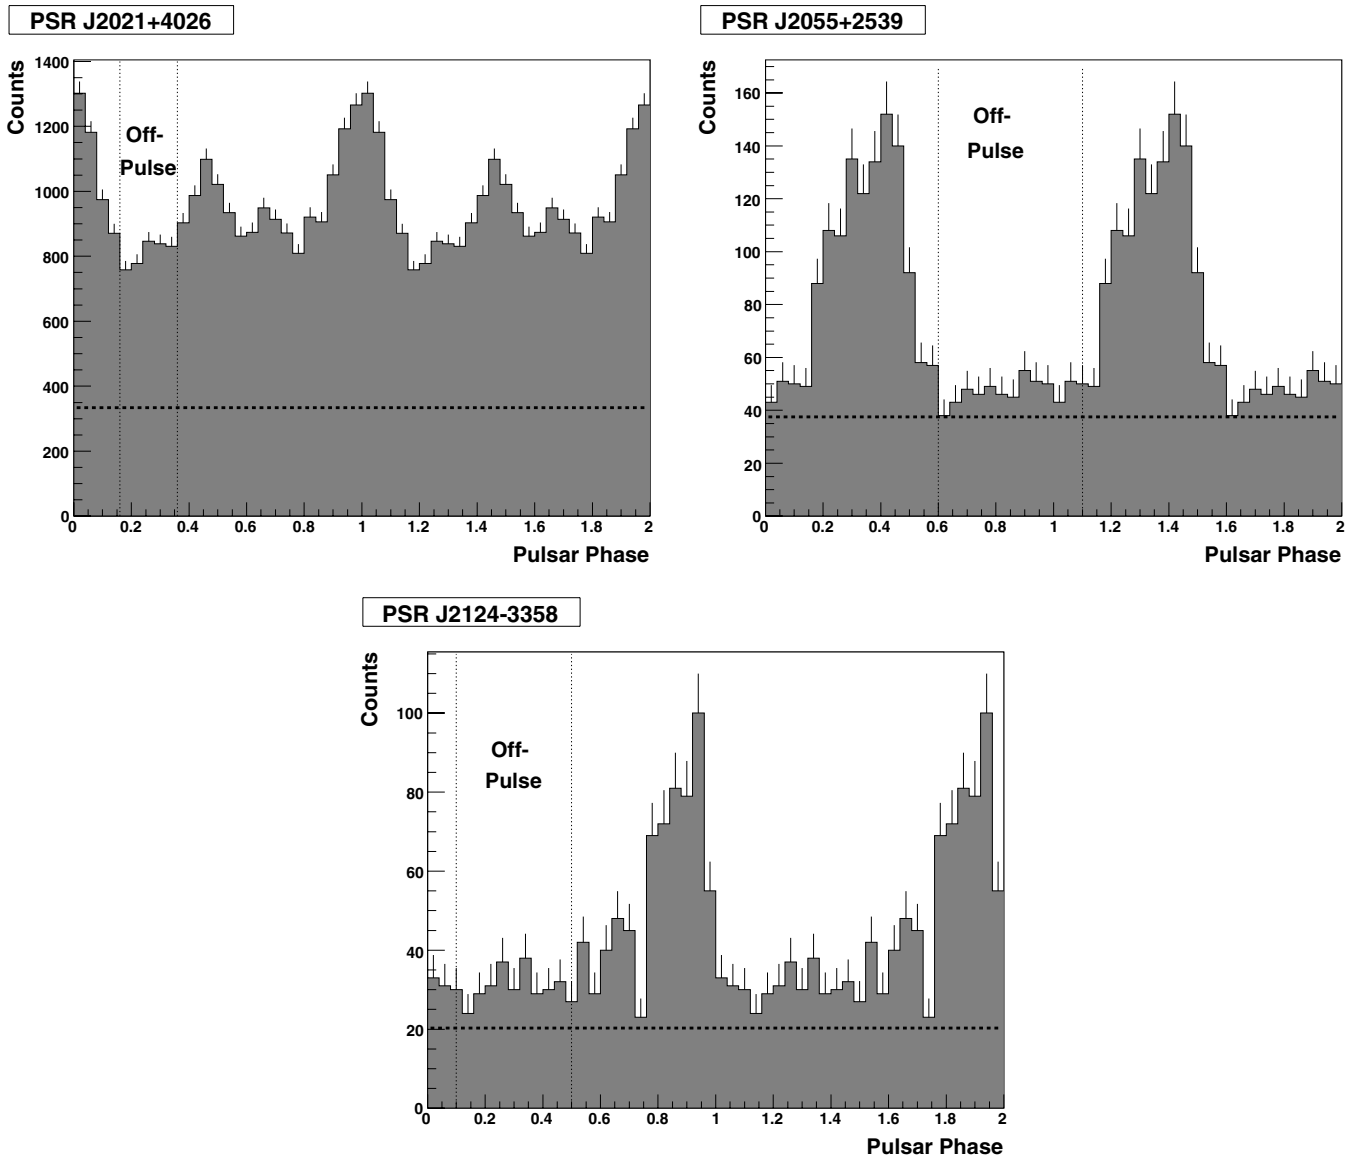 PSR J2021+4026
Counts
1400
1200
1000
800
600
400
200
0
Off-
Pulse
0 0.2 0.4 0.6 0.8 1 1.2 1.4 1.6 1.8 2
Pulsar Phase
PSR J2055+2539
Counts
160
140
120
100
80
60
40
20
0
Off-
Pulse
0 0.2 0.4 0.6 0.8 1 1.2 1.4 1.6 1.8 2
Pulsar Phase
PSR J2124-3358
Counts
100
80
60
40
20
0
Off-
Pulse
0 0.2 0.4 0.6 0.8 1 1.2 1.4 1.6 1.8 2
Pulsar Phase